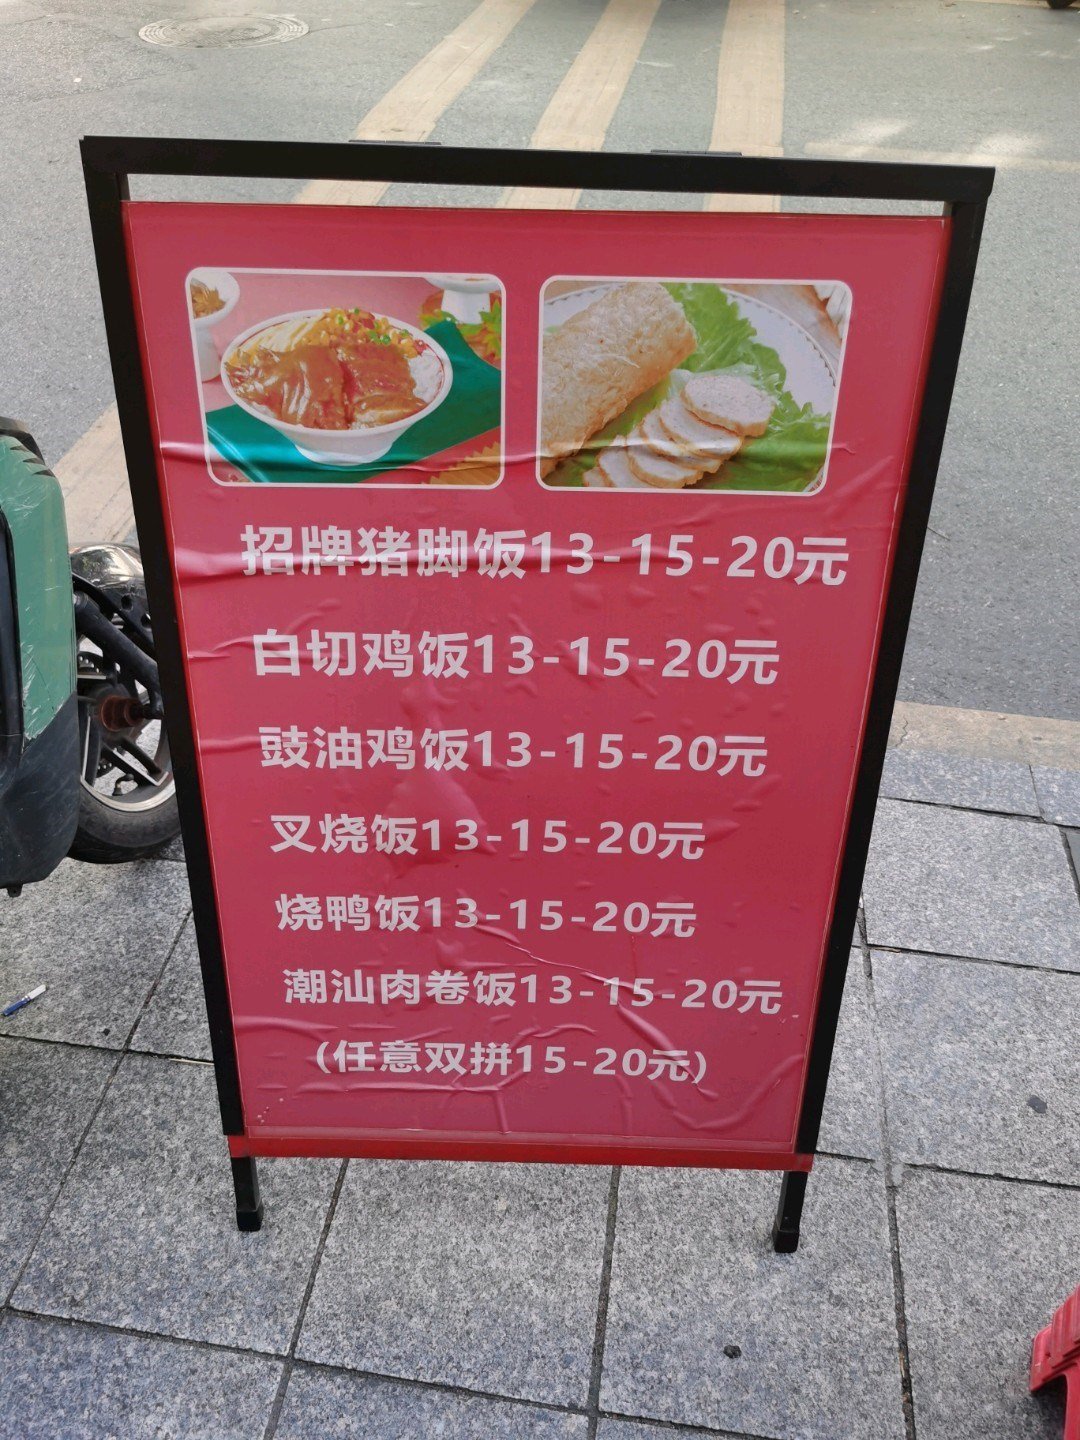 招牌猪脚饭13-15-20元
白切鸡饭13-15-20元
豉油鸡饭13-15-20元
叉烧饭13-15-20元
烧鸭饭13-15-20元
潮汕肉卷饭13-15-20元
(任意双拼15-20元)